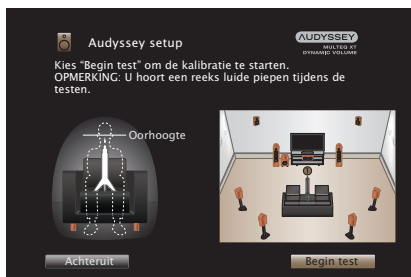 Audyssey setup
AUDYSSEY
MULTEQ XT
DYNAMIC VOLUME
Kies “Begin test” om de kalibratie te starten.
OPMERKING: U hoort een reeks luide piepen tijdens de
testen.
Oorhoogte
Achteruit
Begin test